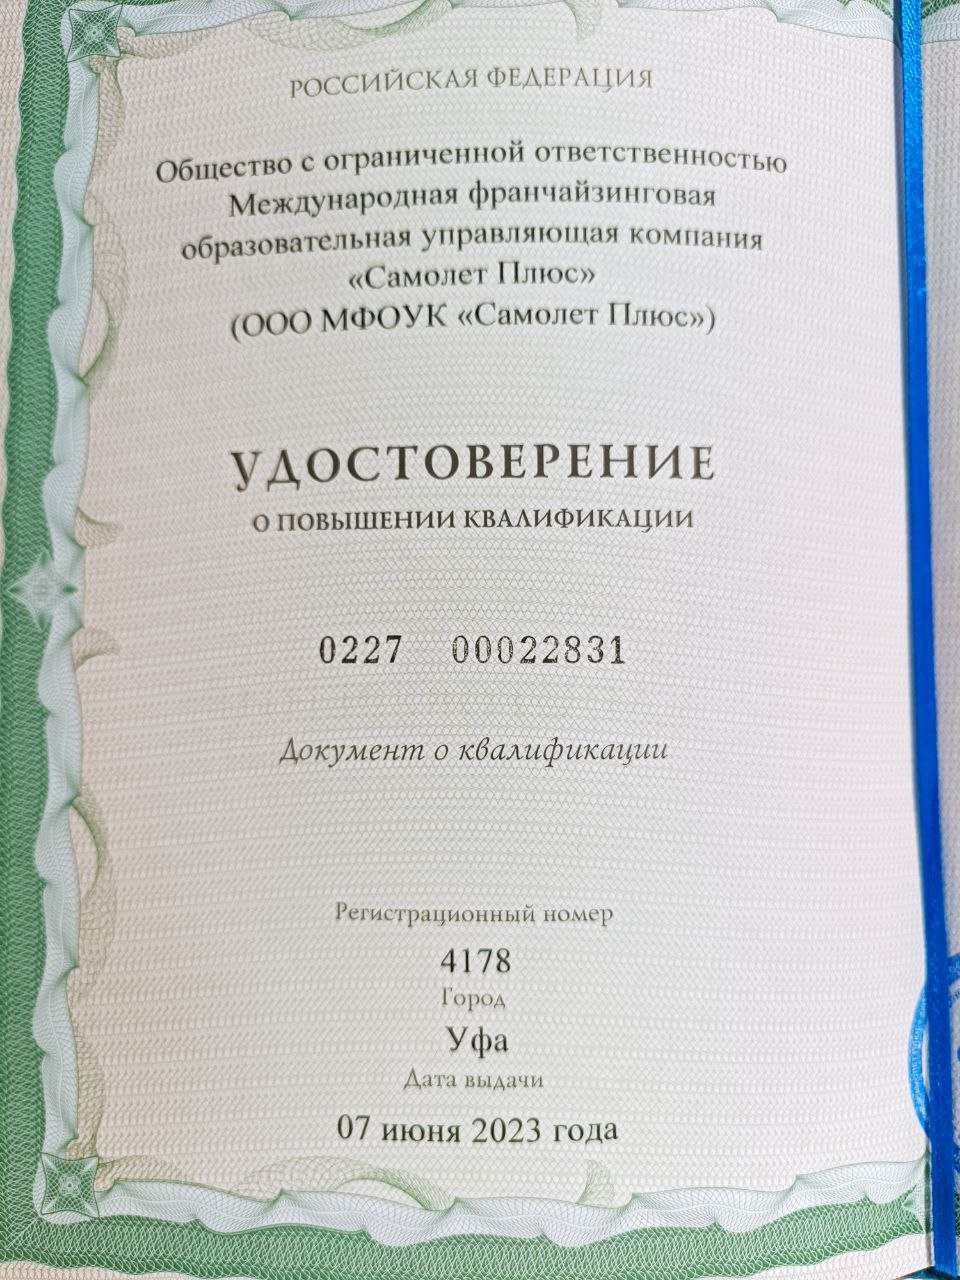 РОССИЙСКАЯ ФЕДЕРАЦИЯ
Общество с ограниченной ответственностью
Международная франчайзинговая
образовательная управляющая компания
«Самолет Плюс»
(ООО МФОУК «Самолет Плюс»)
УДОСТОВЕРЕНИЕ
О ПОВЫШЕНИИ КВАЛИФИКАЦИИ
0227 00022831
Документ о квалификации
Регистрационный номер
4178
Город
Уфа
Дата выдачи
07 июня 2023 года